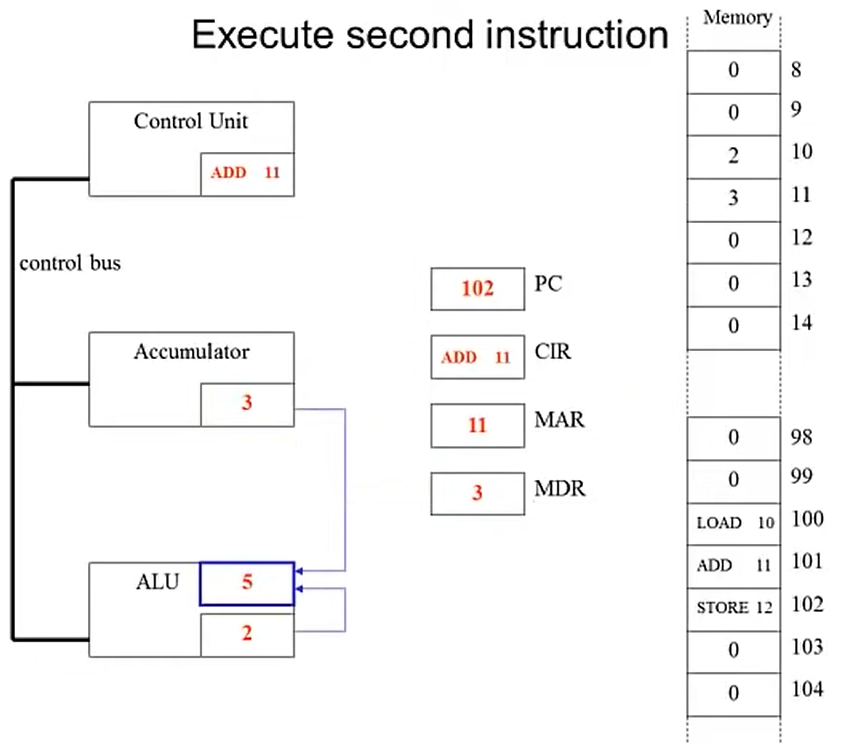 Execute second instruction
Memory
Control Unit
ADD 11
control bus
Accumulator
3
ALU
5
2
102 PC
ADD 11 CIR
11 MAR
3 MDR
0 8
0 9
2 10
3 11
0 12
0 13
0 14
0 98
0 99
LOAD 10 100
ADD 11 101
STORE 12 102
0 103
0 104